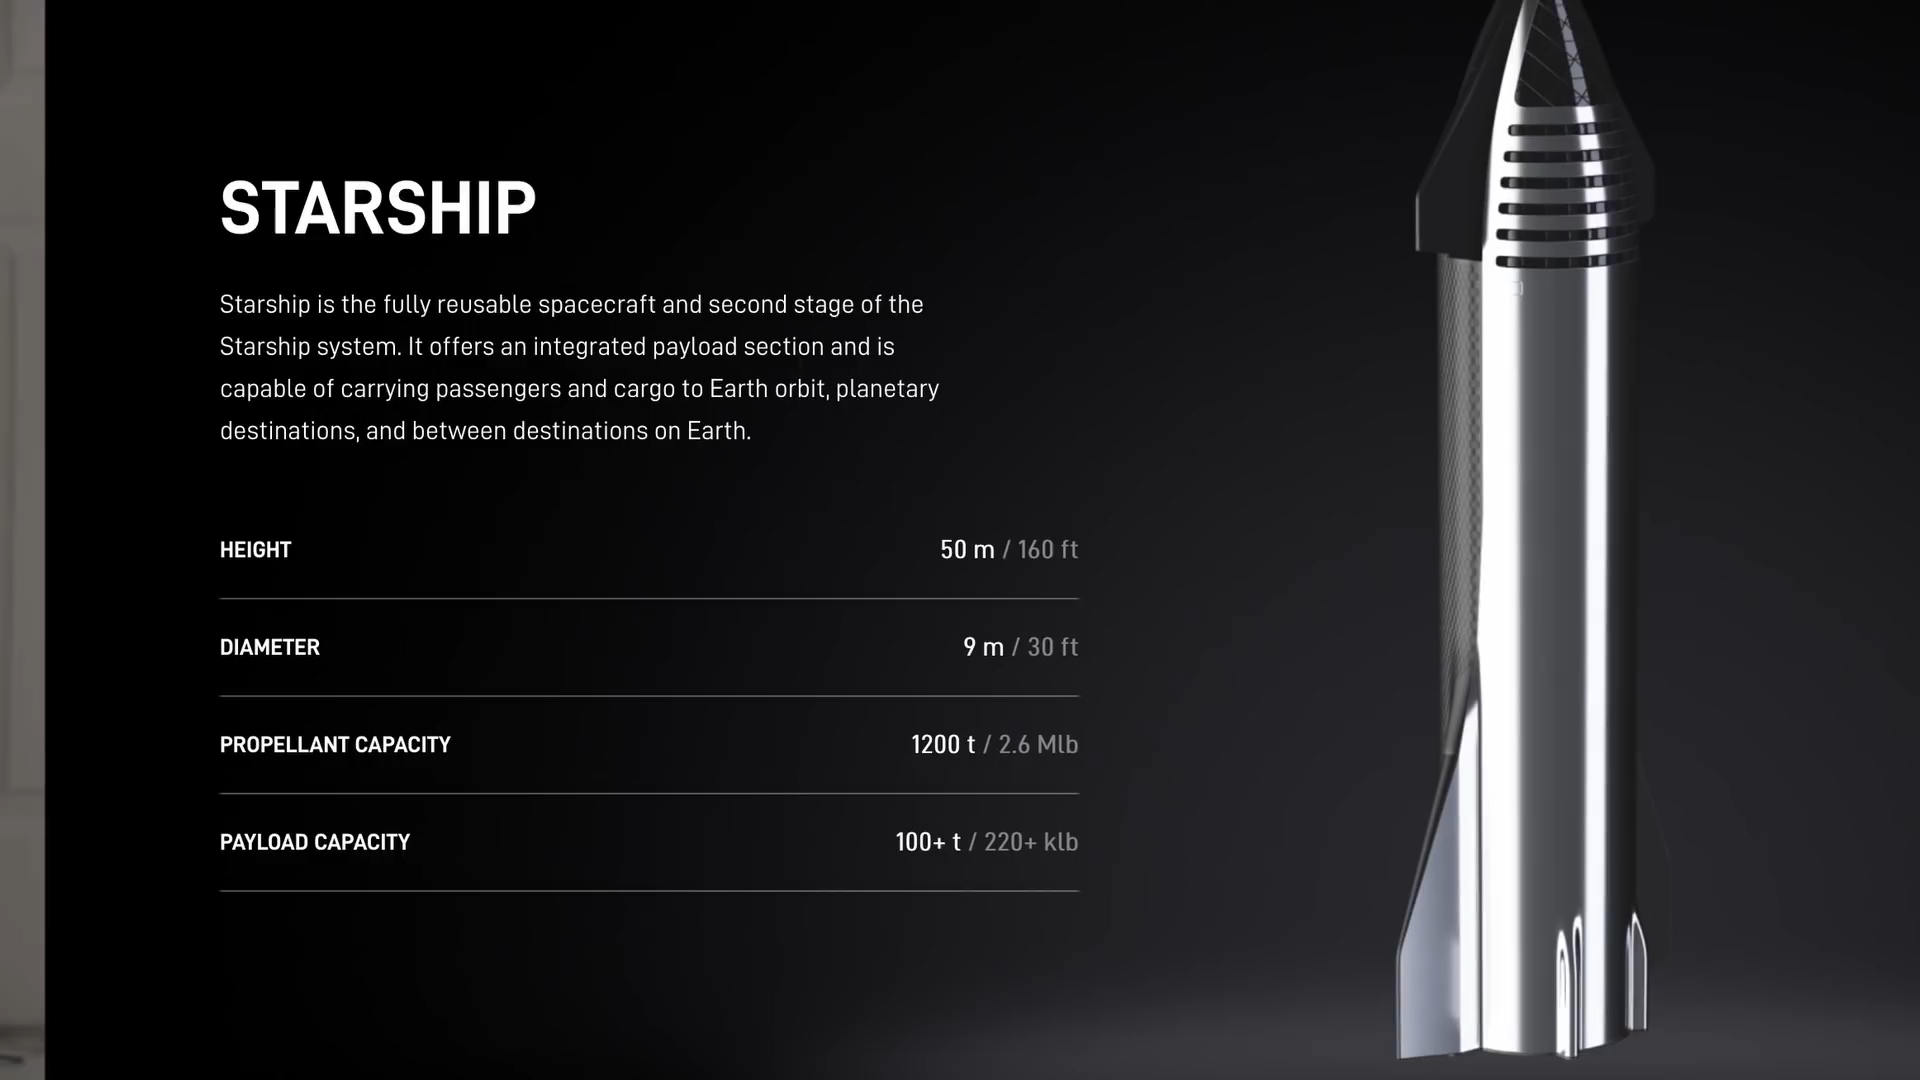 STARSHIP
Starship is the fully reusable spacecraft and second stage of the
Starship system. It offers an integrated payload section and is
capable of carrying passengers and cargo to Earth orbit, planetary
destinations, and between destinations on Earth.
HEIGHT 50 m / 160 ft
DIAMETER 9 m / 30 ft
PROPELLANT CAPACITY 1200 t / 2.6 Mlb
PAYLOAD CAPACITY 100+ t / 220+ klb